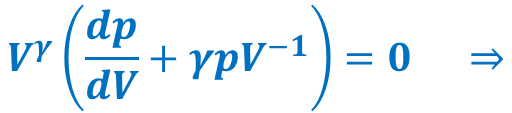 V^γ (dp/dV + γpV⁻¹) = 0 ⇒